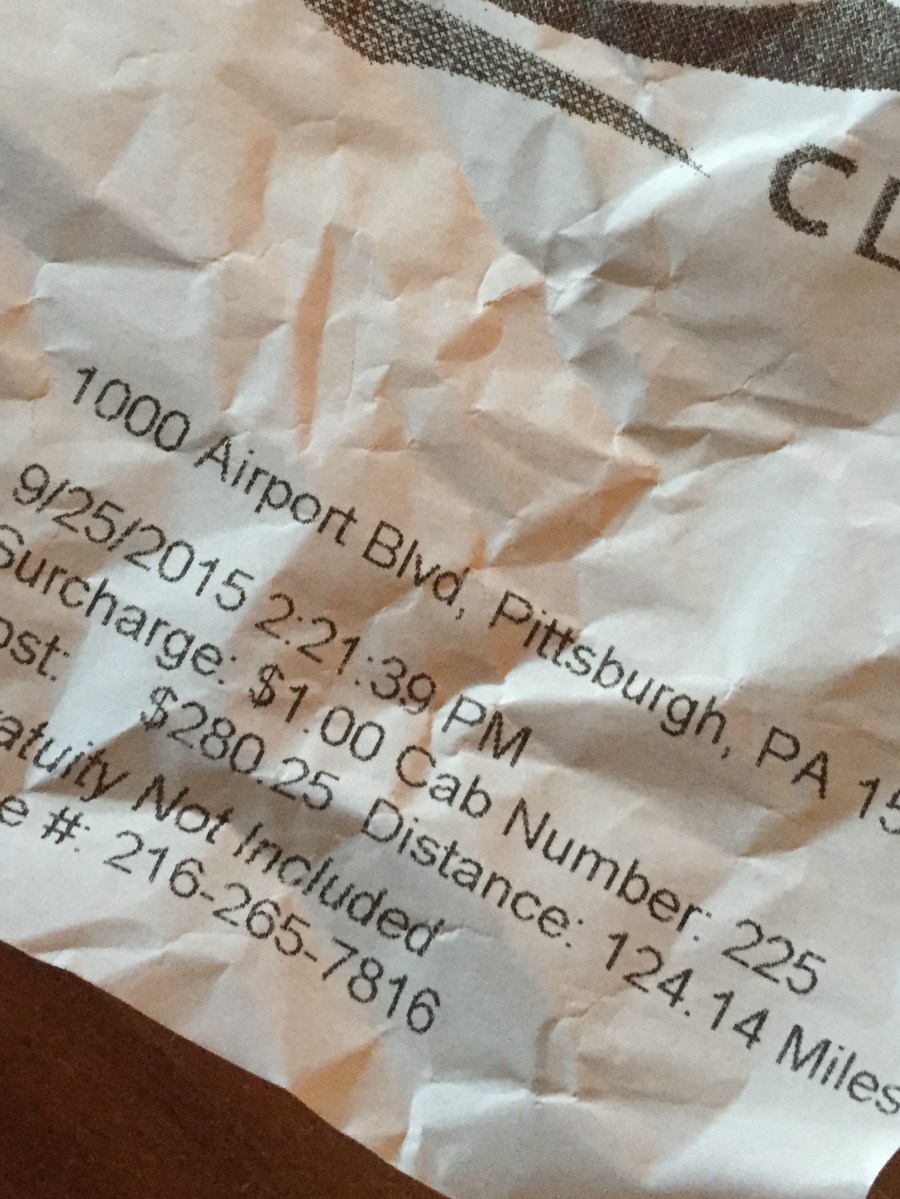 CL
1000 Airport Blvd, Pittsburgh, PA 15
9/25/2015 2:21:39 PM
Surcharge: $1.00 Cab Number: 225
ost: $280.25 Distance: 124.14 Miles
atuity Not Included
e #: 216-265-7816